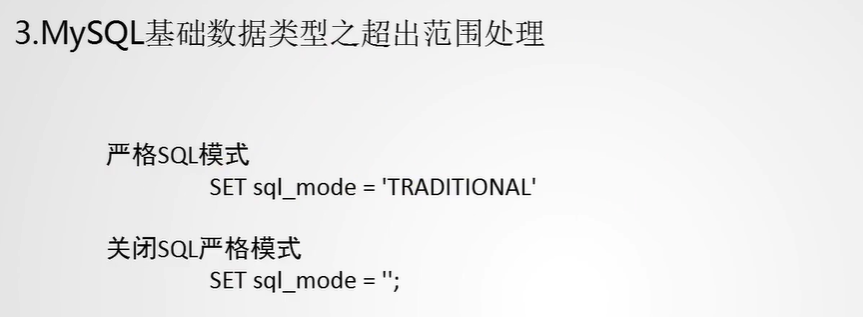 3.MySQL基础数据类型之超出范围处理
严格SQL模式
SET sql_mode = 'TRADITIONAL'
关闭SQL严格模式
SET sql_mode = '';